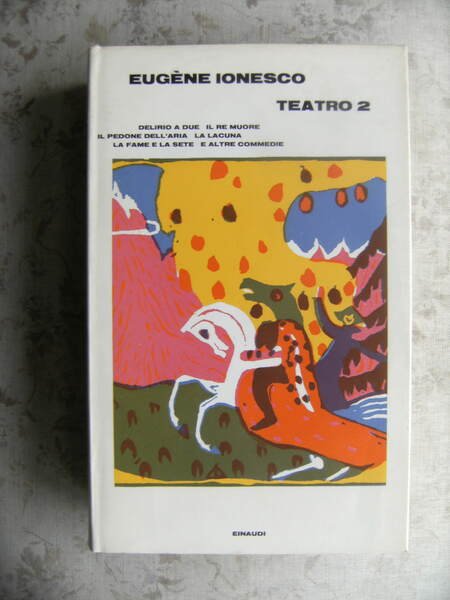 EUGÈNE IONESCO
TEATRO 2
DELIRIO A DUE IL RE MUORE
IL PEDONE DELL'ARIA LA LACUNA
LA FAME E LA SETE E ALTRE COMMEDIE
EINAUDI